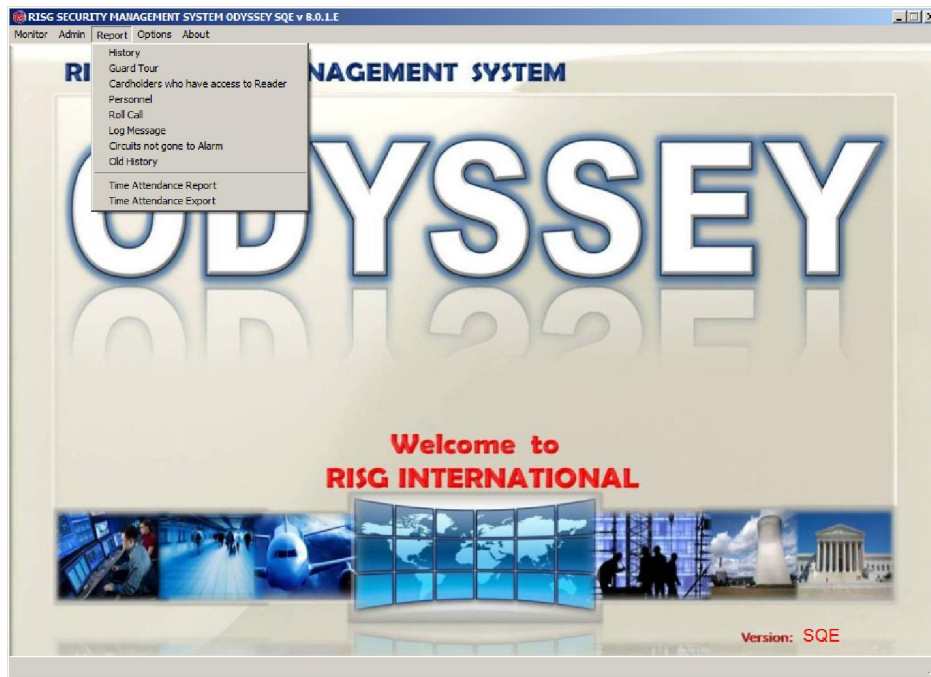 RISG SECURITY MANAGEMENT SYSTEM ODYSSEY SQE v 8.0.1.E
Monitor Admin Report Options About
History
Guard Tour
Cardholders who have access to Reader
Personnel
Roll Call
Log Message
Circuits not gone to Alarm
Old History
Time Attendance Report
Time Attendance Export
RI NAGEMENT SYSTEM
ODYSSEY
Welcome to
RISG INTERNATIONAL
Version: SQE